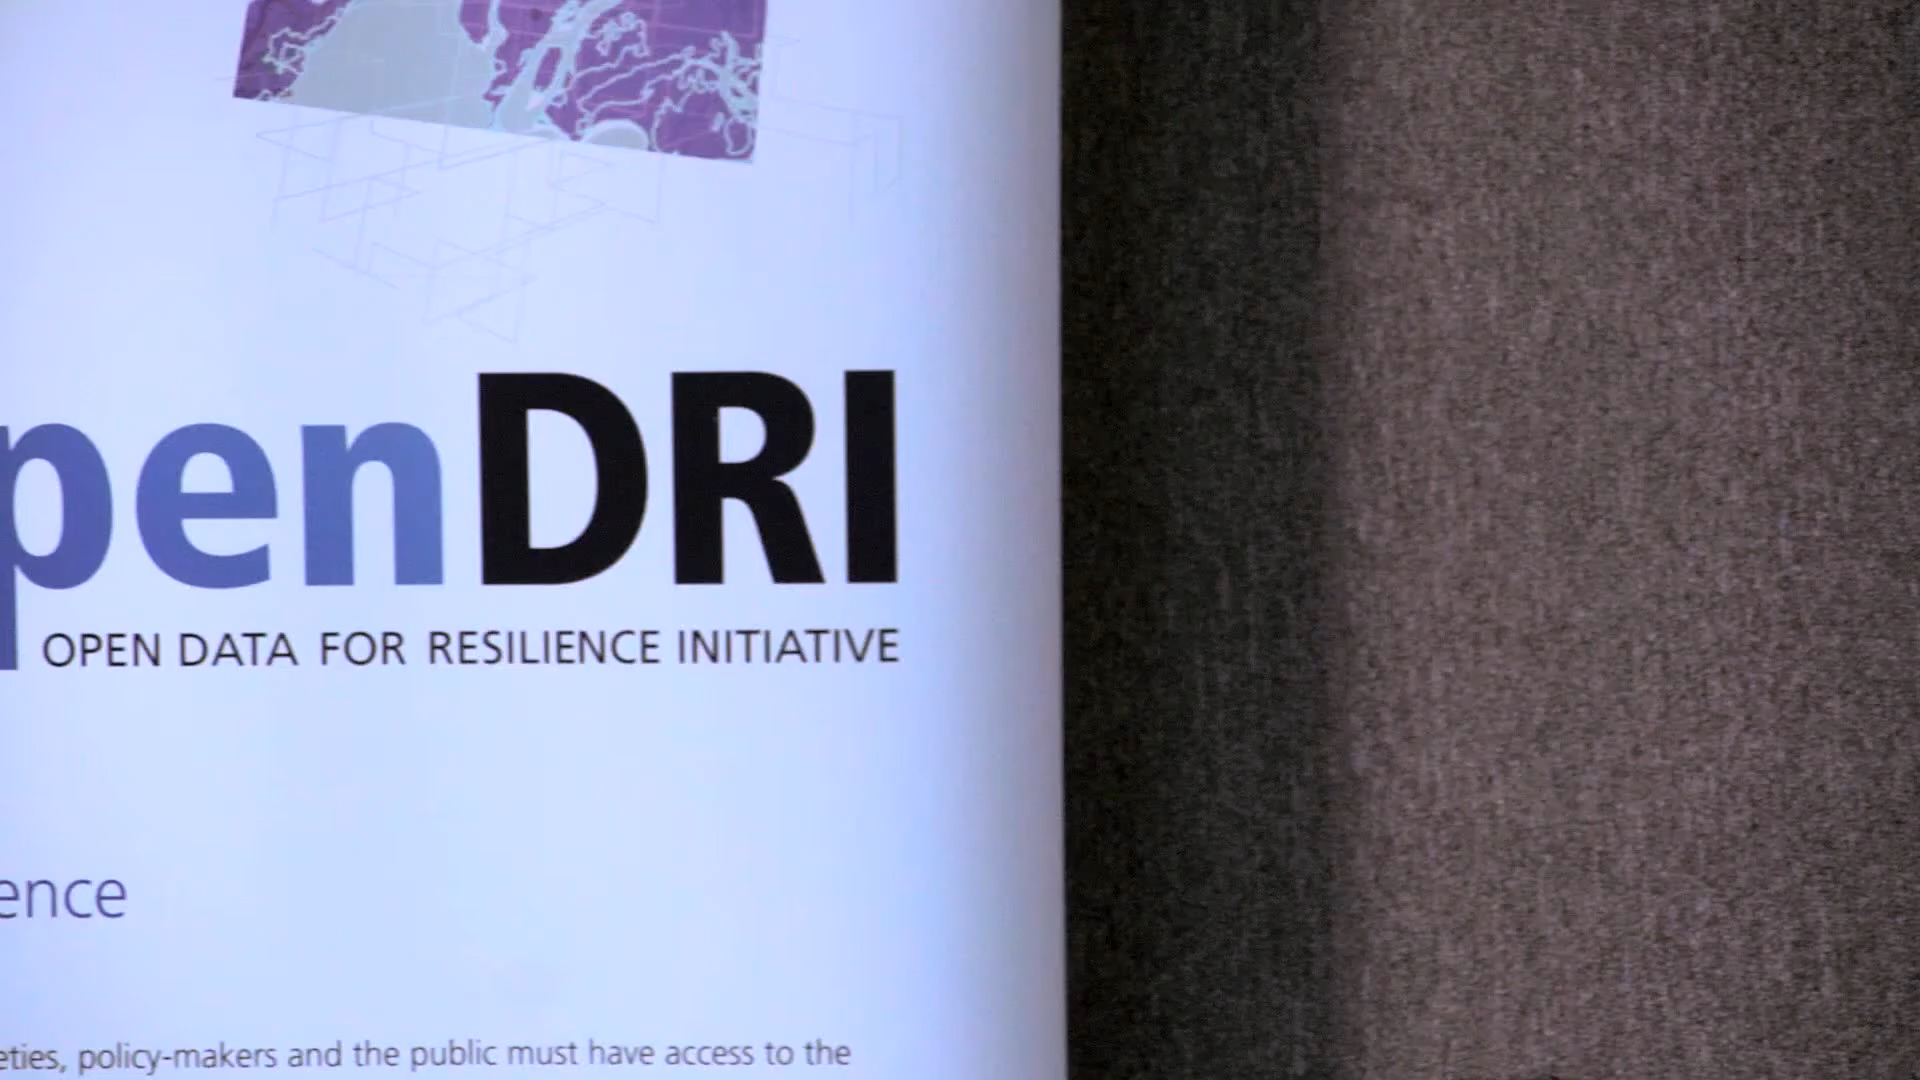 penDRI
OPEN DATA FOR RESILIENCE INITIATIVE
ence
eties, policy-makers and the public must have access to the